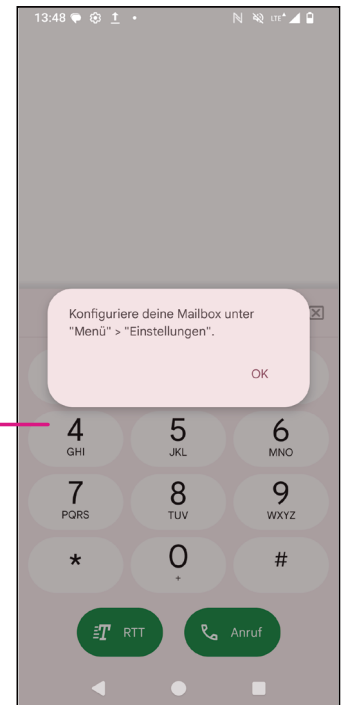 13:48
LTE
Konfiguriere deine Mailbox unter
"Menü" > "Einstellungen".
OK
4 5 6
GHI JKL MNO
7 8 9
PQRS TUV WXYZ
* 0 #
+
RTT Anruf